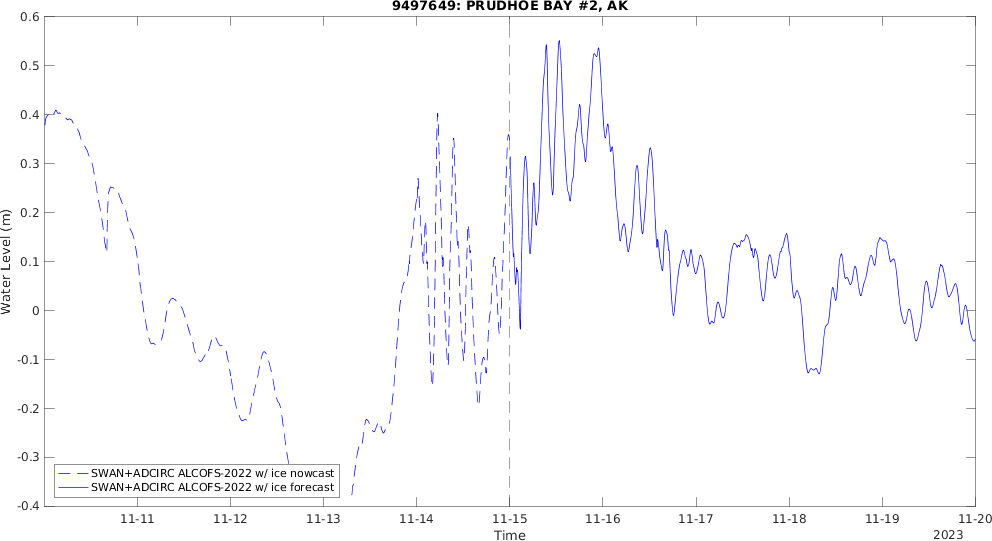 9497649: PRUDHOE BAY #2, AK
0.6
0.5
0.4
0.3
0.2
0.1
0
-0.1
-0.2
-0.3
-0.4
Water Level (m)
SWAN+ADCIRC ALCOFS-2022 w/ ice nowcast
SWAN+ADCIRC ALCOFS-2022 w/ ice forecast
11-11 11-12 11-13 11-14 11-15 11-16 11-17 11-18 11-19 11-20
Time
2023